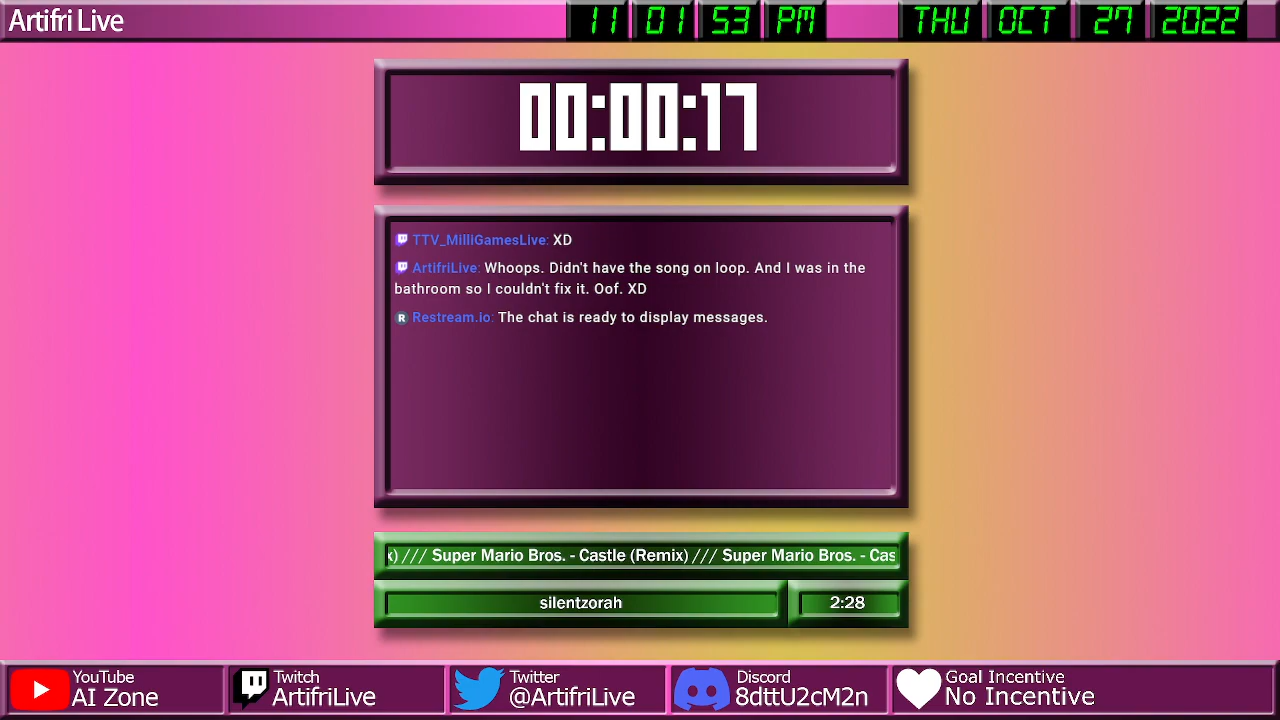 Artifri Live
11 01 53 PM THU OCT 27 2022
00:00:17
TTV_MilliGamesLive: XD
ArtifriLive: Whoops. Didn't have the song on loop. And I was in the
bathroom so I couldn't fix it. Oof. XD
R Restream.io: The chat is ready to display messages.
x) /// Super Mario Bros. - Castle (Remix) /// Super Mario Bros. - Cas
silentzorah
2:28
YouTube
AI Zone
Twitch
ArtifriLive
Twitter
@ArtifriLive
Discord
8dttU2cM2n
Goal Incentive
No Incentive